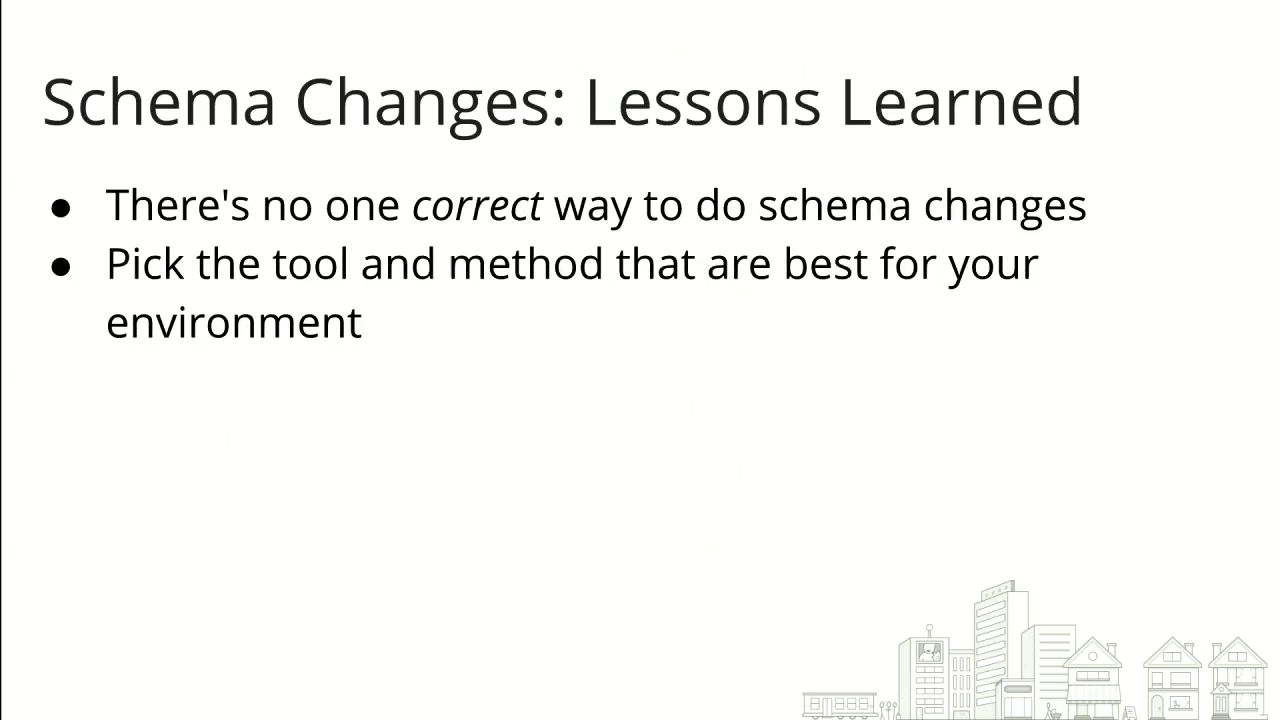 Schema Changes: Lessons Learned
● There's no one correct way to do schema changes
● Pick the tool and method that are best for your
environment